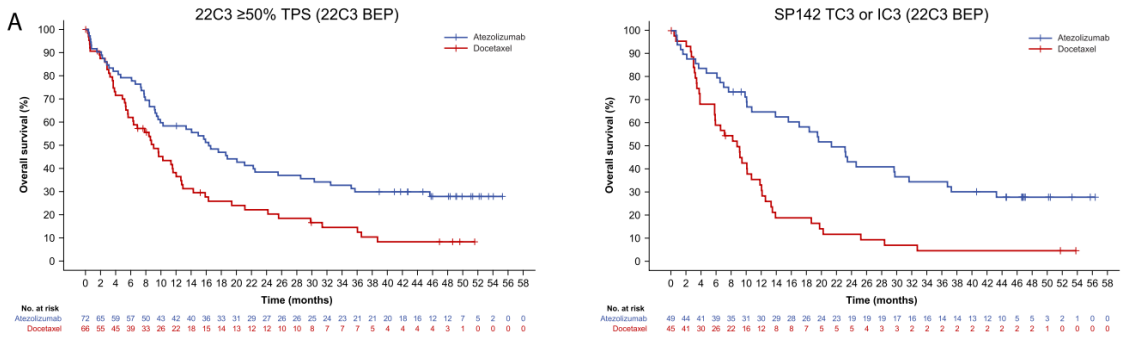 A
22C3 ≥50% TPS (22C3 BEP)
Atezolizumab
Docetaxel
Overall survival (%)
100
90
80
70
60
50
40
30
20
10
0
0 2 4 6 8 10 12 14 16 18 20 22 24 26 28 30 32 34 36 38 40 42 44 46 48 50 52 54 56 58
Time (months)
No. at risk
Atezolizumab 72 65 59 57 50 43 42 40 36 33 31 29 27 26 26 25 24 23 21 21 20 18 16 12 12 7 5 2 0 0
Docetaxel 66 55 45 39 33 26 22 18 15 14 13 12 12 10 10 8 7 7 7 5 4 4 4 4 3 1 0 0 0 0
SP142 TC3 or IC3 (22C3 BEP)
Atezolizumab
Docetaxel
Overall survival (%)
100
90
80
70
60
50
40
30
20
10
0
0 2 4 6 8 10 12 14 16 18 20 22 24 26 28 30 32 34 36 38 40 42 44 46 48 50 52 54 56 58
Time (months)
No. at risk
Atezolizumab 49 44 41 39 35 31 30 29 28 26 24 23 19 19 19 17 16 16 14 14 13 12 10 5 5 3 2 1 0 0
Docetaxel 45 41 30 26 22 16 12 8 8 7 5 5 5 4 3 3 2 2 2 2 2 2 2 2 2 1 0 0 0 0